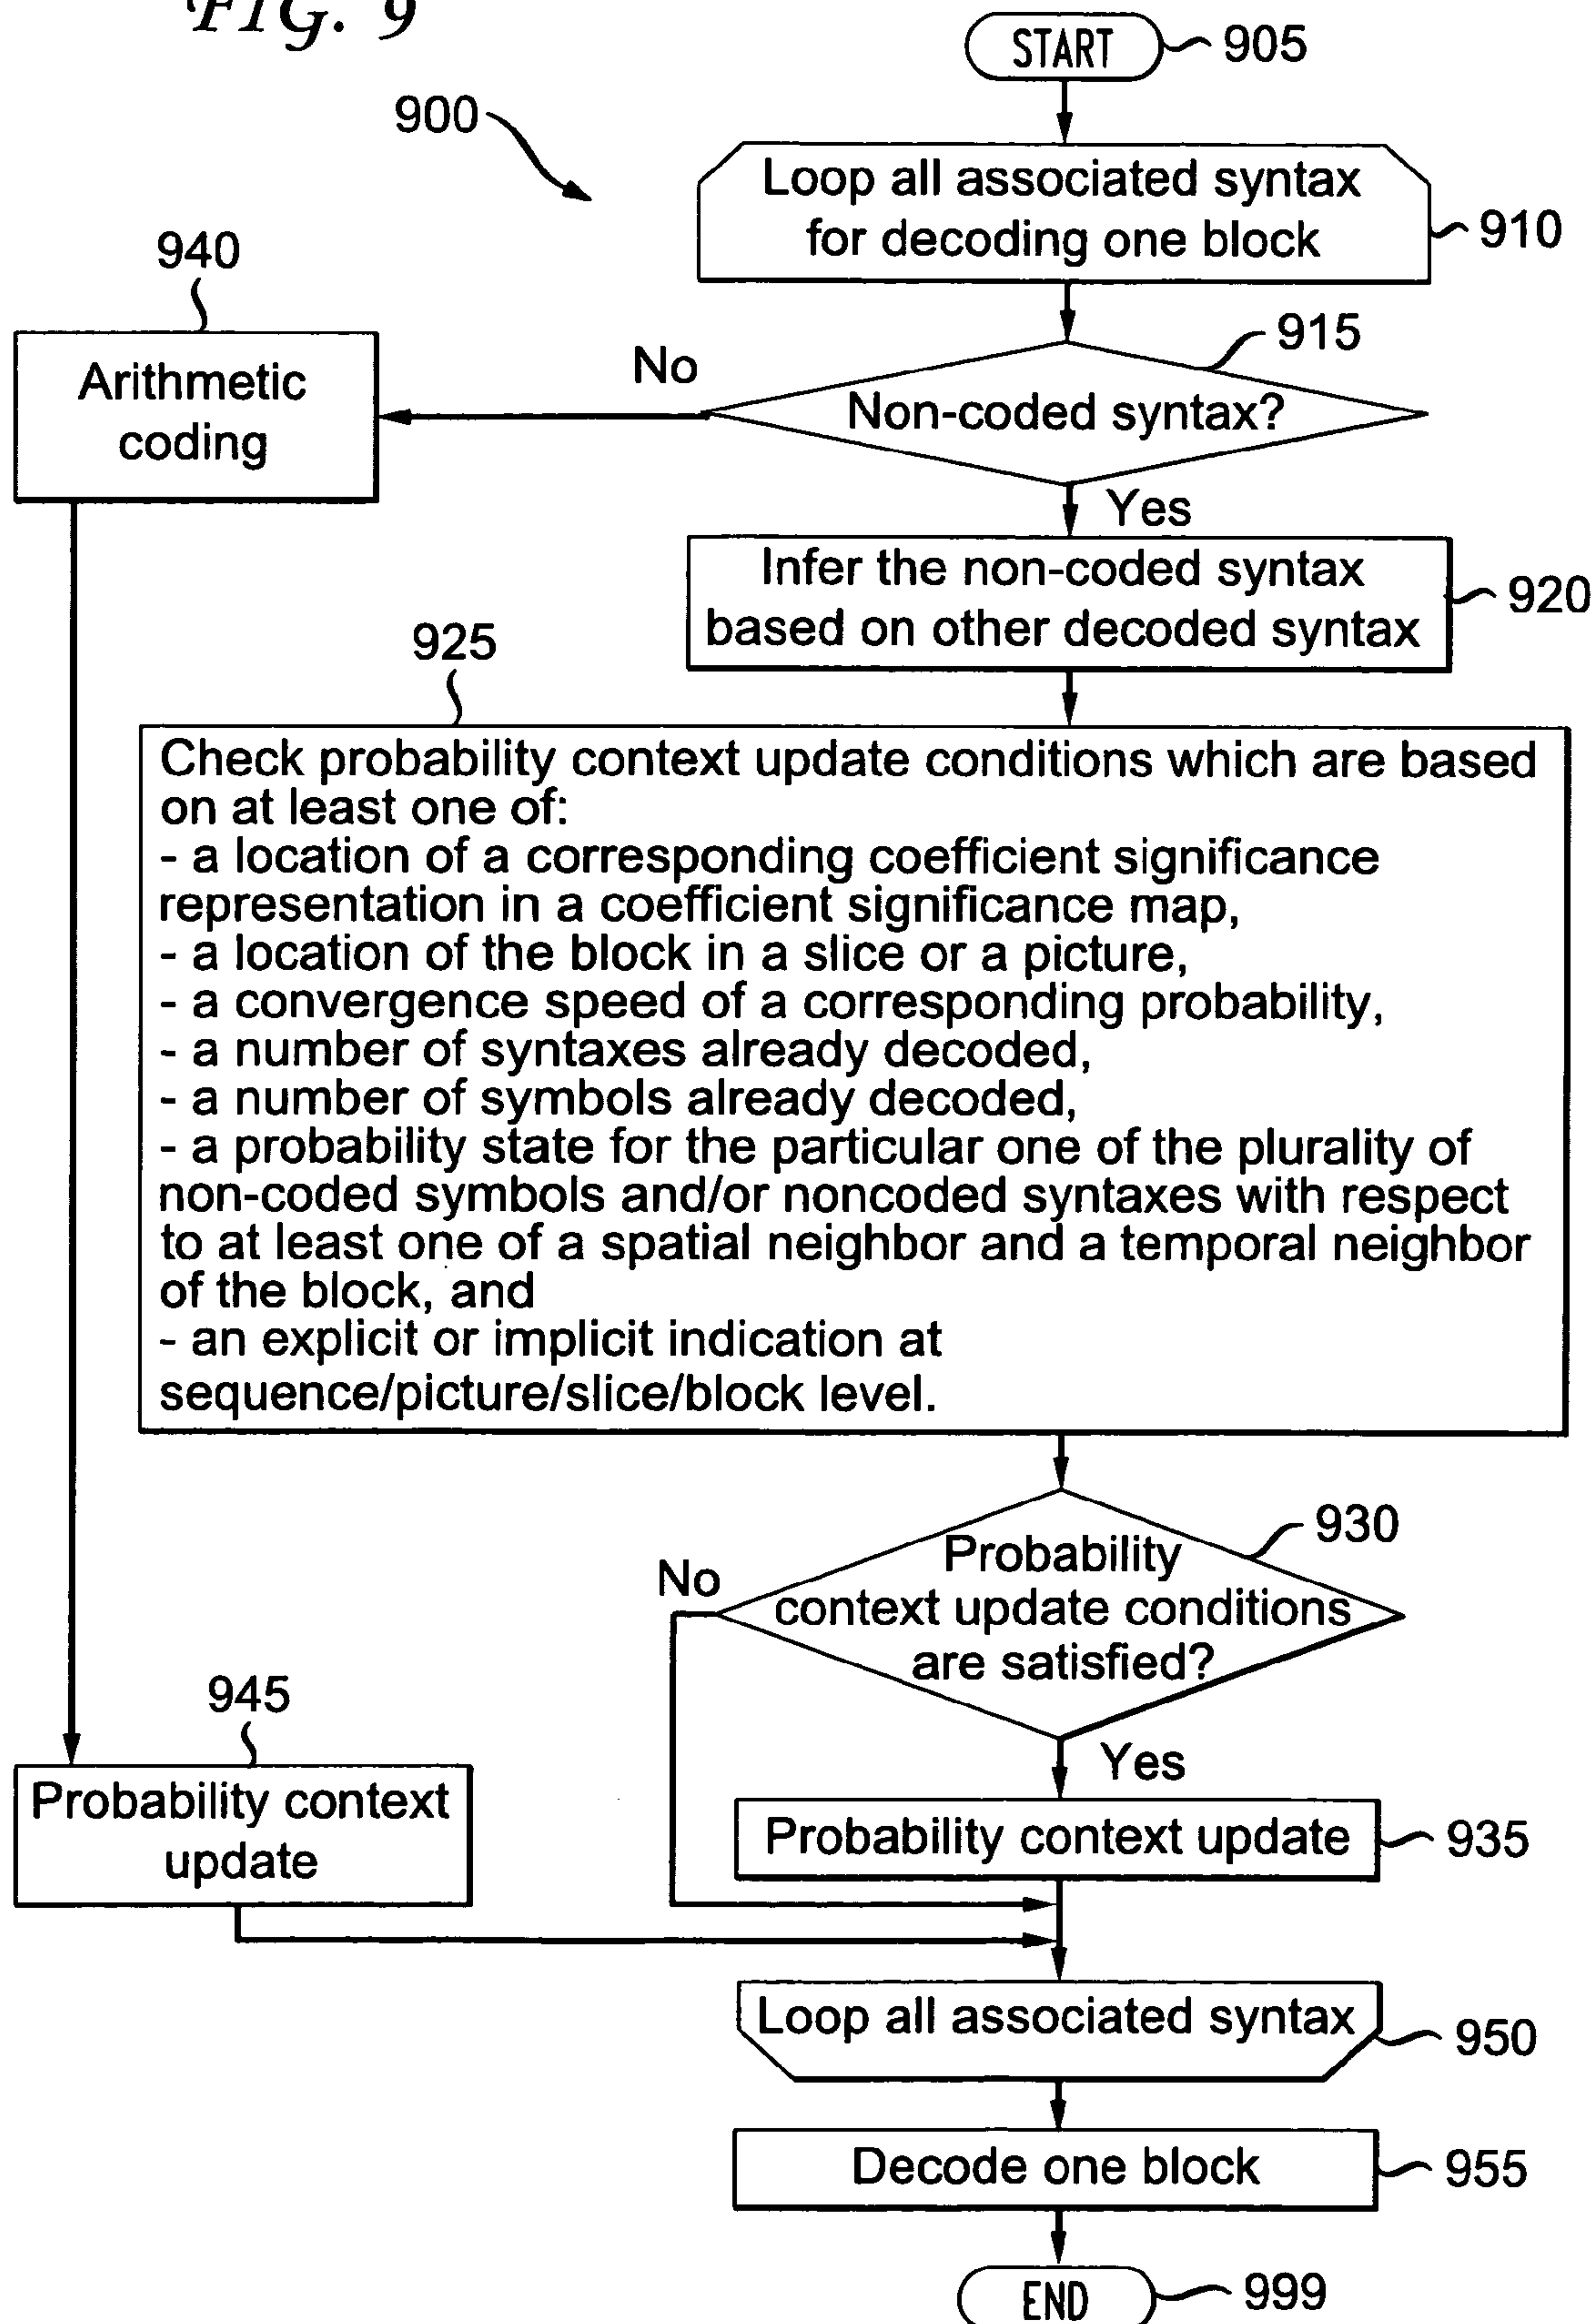 FIG. 9
START
905
900
Loop all associated syntax
for decoding one block
910
940
Arithmetic
coding
No
915
Non-coded syntax?
Yes
Infer the non-coded syntax
based on other decoded syntax
920
925
Check probability context update conditions which are based
on at least one of:
- a location of a corresponding coefficient significance
representation in a coefficient significance map,
- a location of the block in a slice or a picture,
- a convergence speed of a corresponding probability,
- a number of syntaxes already decoded,
- a number of symbols already decoded,
- a probability state for the particular one of the plurality of
non-coded symbols and/or noncoded syntaxes with respect
to at least one of a spatial neighbor and a temporal neighbor
of the block, and
- an explicit or implicit indication at
sequence/picture/slice/block level.
930
No
Probability
context update conditions
are satisfied?
Yes
945
Probability context
update
Probability context update
935
Loop all associated syntax
950
Decode one block
955
END
999